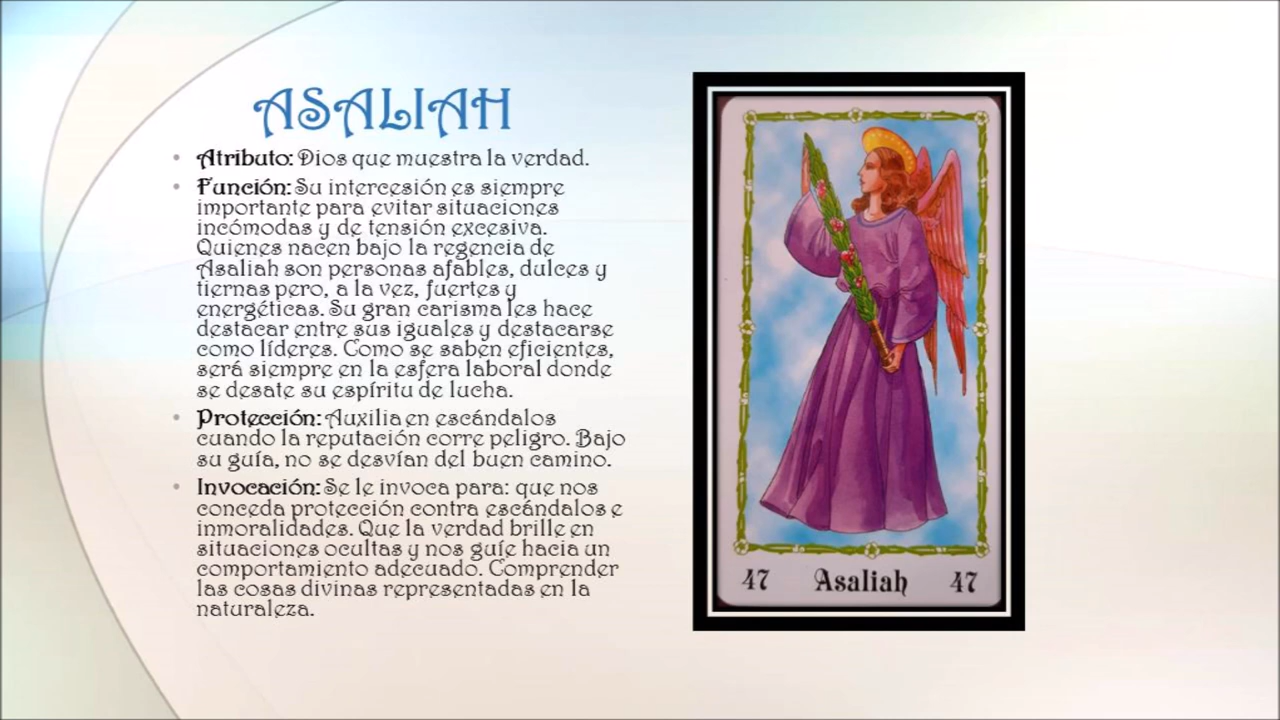 ASALIAH
• Atributo: Dios que muestra la verdad.
• Función: Su intercesión es siempre
importante para evitar situaciones
incómodas y de tensión excesiva.
Quienes nacen bajo la regencia de
Asaliah son personas afables, dulces y
tiernas pero, a la vez, fuertes y
energéticas. Su gran carisma les hace
destacar entre sus iguales y destacarse
como líderes. Como se saben eficientes,
será siempre en la esfera laboral donde
se desate su espíritu de lucha.
• Protección: Auxilia en escándalos
cuando la reputación corre peligro. Bajo
su guía, no se desvían del buen camino.
• Invocación: Se le invoca para: que nos
conceda protección contra escándalos e
inmoralidades. Que la verdad brille en
situaciones ocultas y nos guíe hacia un
comportamiento adecuado. Comprender
las cosas divinas representadas en la
naturaleza.
47 Asaliah 47